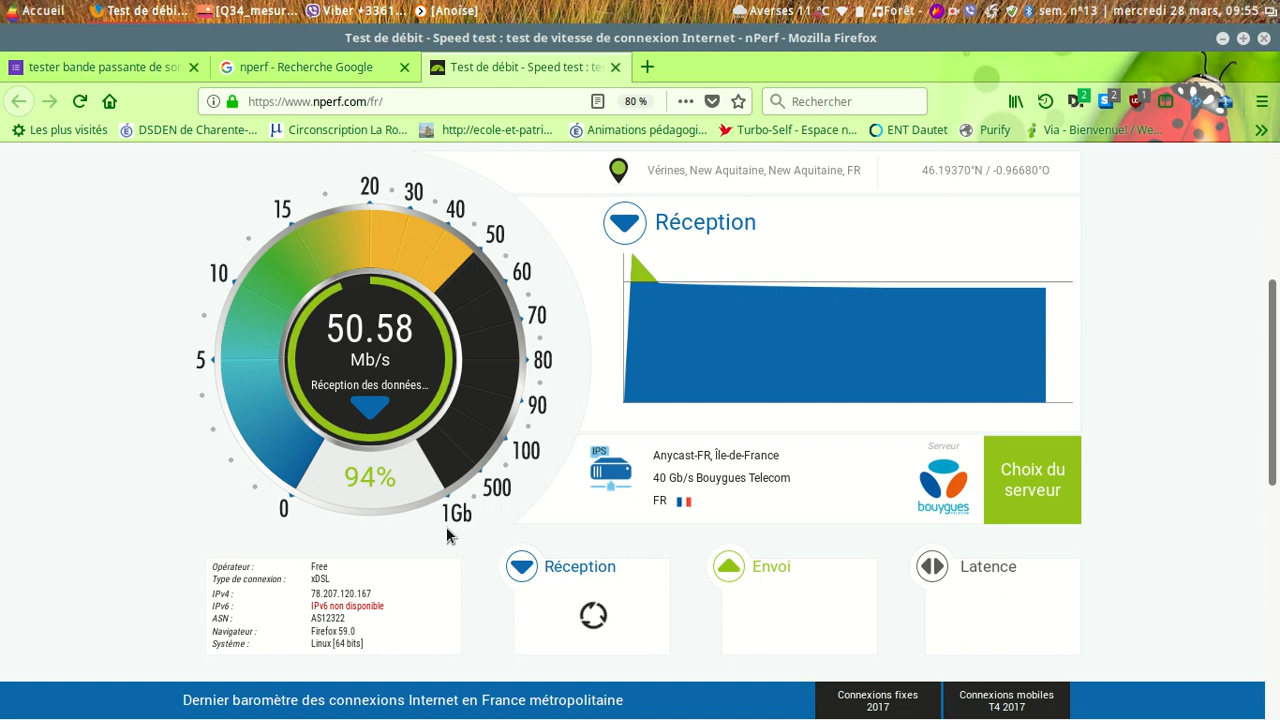 Accueil
Test de débi...
[Q34_mesur...
Viber +3361...
[Anoise]
Averses 11 °C
Forêt -
sem. n°13 | mercredi 28 mars, 09:55
Test de débit - Speed test : test de vitesse de connexion Internet - nPerf - Mozilla Firefox
tester bande passante de son
nperf - Recherche Google
Test de débit - Speed test : te
https://www.nperf.com/fr/
80 %
Rechercher
2
2
1
Les plus visités
DSDEN de Charente-...
Circonscription La Ro...
http://ecole-et-patri...
Animations pédagogi...
Turbo-Self - Espace n...
ENT Dautet
Purify
Via - Bienvenue! / We...
Vérines, New Aquitaine, New Aquitaine, FR
46.19370°N / -0.96680°O
Réception
0
5
10
15
20
30
40
50
60
70
80
90
100
500
1Gb
50.58
Mb/s
Réception des données...
94%
IPS
Anycast-FR, Île-de-France
40 Gb/s Bouygues Telecom
FR
Serveur
bouygues
Choix du
serveur
Opérateur : Free
Type de connexion : xDSL
IPv4 : 78.207.120.167
IPv6 : IPv6 non disponible
ASN : AS12322
Navigateur : Firefox 59.0
Système : Linux [64 bits]
Réception
Envoi
Latence
Dernier baromètre des connexions Internet en France métropolitaine
Connexions fixes
2017
Connexions mobiles
T4 2017